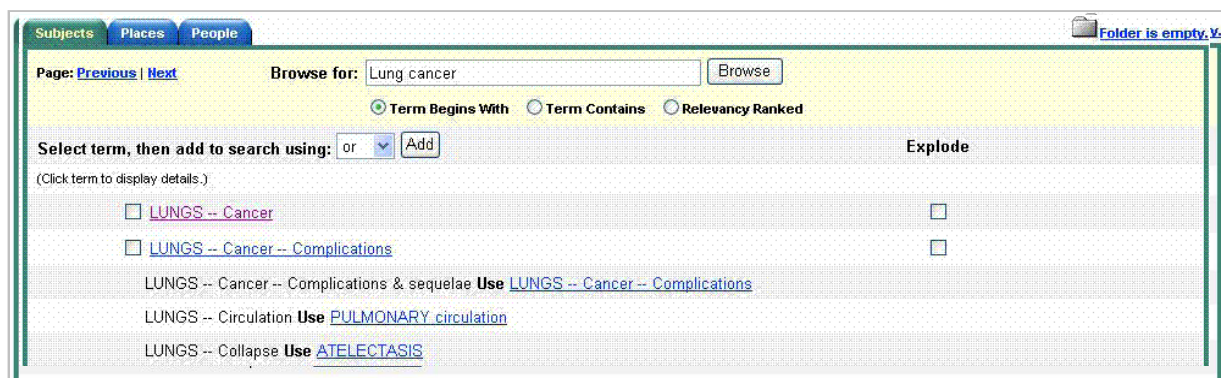 Subjects Places People Folder is empty.
Page: Previous | Next Browse for: Lung cancer Browse
Term Begins With Term Contains Relevancy Ranked
Select term, then add to search using: or Add Explode
(Click term to display details.)
LUNGS -- Cancer
LUNGS -- Cancer -- Complications
LUNGS -- Cancer -- Complications & sequelae Use LUNGS -- Cancer -- Complications
LUNGS -- Circulation Use PULMONARY circulation
LUNGS -- Collapse Use ATELECTASIS